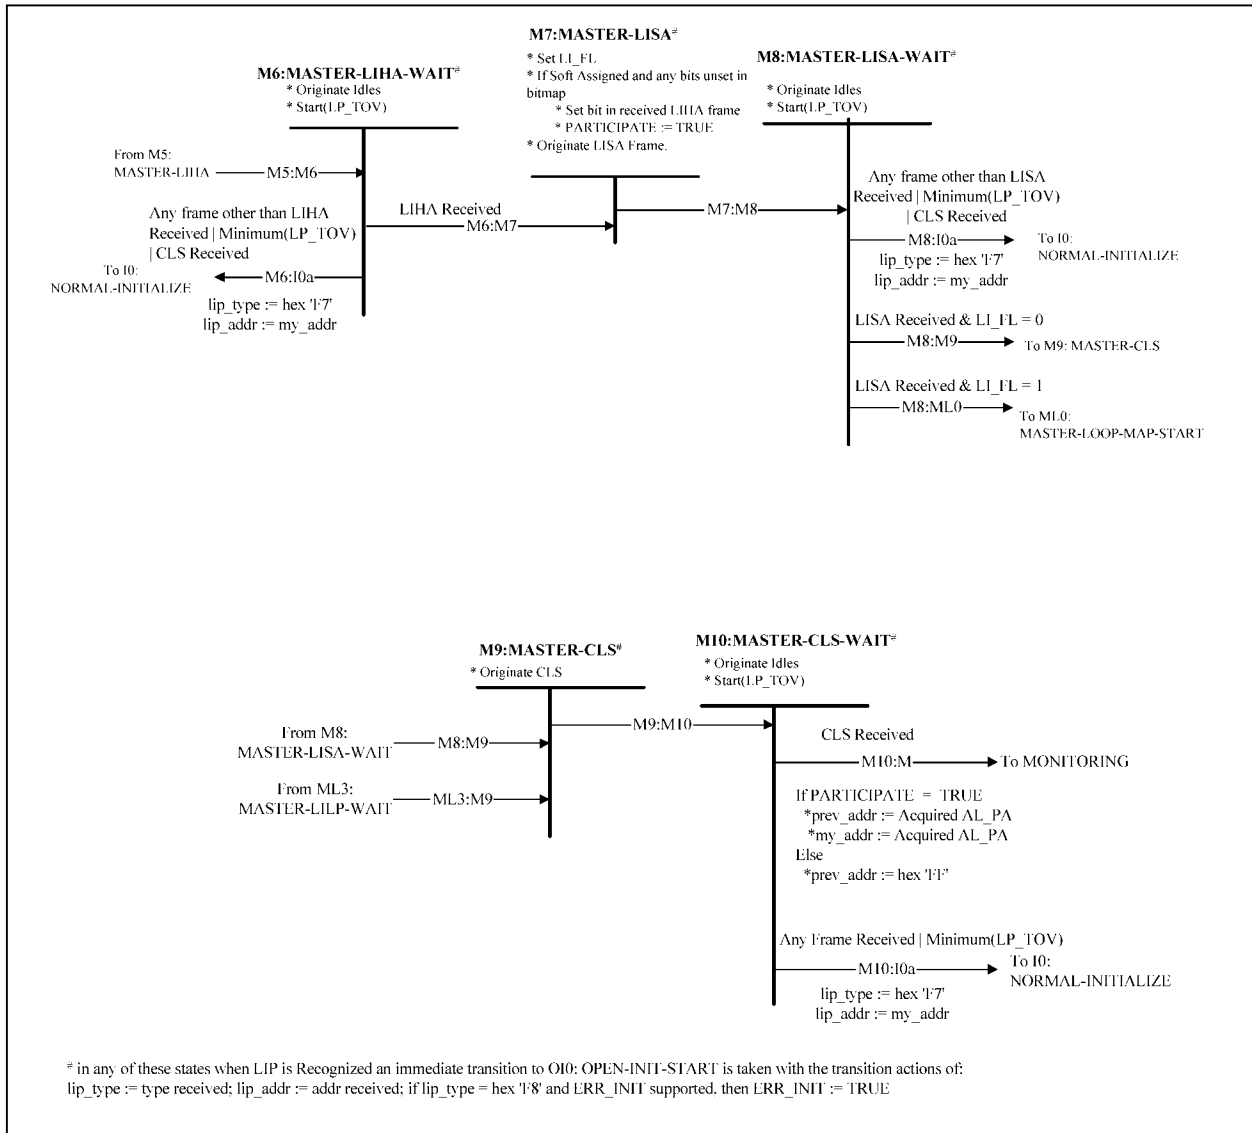 M6:MASTER-LIHA-WAIT#
* Originate Idles
* Start(LP_TOV)
From M5:
MASTER-LIHA
M5:M6
Any frame other than LIHA
Received | Minimum(LP_TOV)
| CLS Received
To I0:
NORMAL-INITIALIZE
M6:I0a
lip_type := hex 'F7'
lip_addr := my_addr
LIHA Received
M6:M7
M7:MASTER-LISA#
* Set LI_FL
* If Soft Assigned and any bits unset in
bitmap
* Set bit in received LIHA frame
* PARTICIPATE := TRUE
* Originate LISA Frame.
M7:M8
M8:MASTER-LISA-WAIT#
* Originate Idles
* Start(LP_TOV)
Any frame other than LISA
Received | Minimum(LP_TOV)
| CLS Received
M8:I0a
To I0:
NORMAL-INITIALIZE
lip_type := hex 'F7'
lip_addr := my_addr
LISA Received & LI_FL = 0
M8:M9
To M9: MASTER-CLS
LISA Received & LI_FL = 1
M8:ML0
To ML0:
MASTER-LOOP-MAP-START
M9:MASTER-CLS#
* Originate CLS
From M8:
MASTER-LISA-WAIT
M8:M9
From ML3:
MASTER-LILP-WAIT
ML3:M9
M9:M10
M10:MASTER-CLS-WAIT#
* Originate Idles
* Start(LP_TOV)
CLS Received
M10:M
To MONITORING
If PARTICIPATE = TRUE
*prev_addr := Acquired AL_PA
*my_addr := Acquired AL_PA
Else
*prev_addr := hex 'FF'
Any Frame Received | Minimum(LP_TOV)
M10:I0a
To I0:
NORMAL-INITIALIZE
lip_type := hex 'F7'
lip_addr := my_addr
# in any of these states when LIP is Recognized an immediate transition to OI0: OPEN-INIT-START is taken with the transition actions of:
lip_type := type received; lip_addr := addr received; if lip_type = hex 'F8' and ERR_INIT supported, then ERR_INIT := TRUE